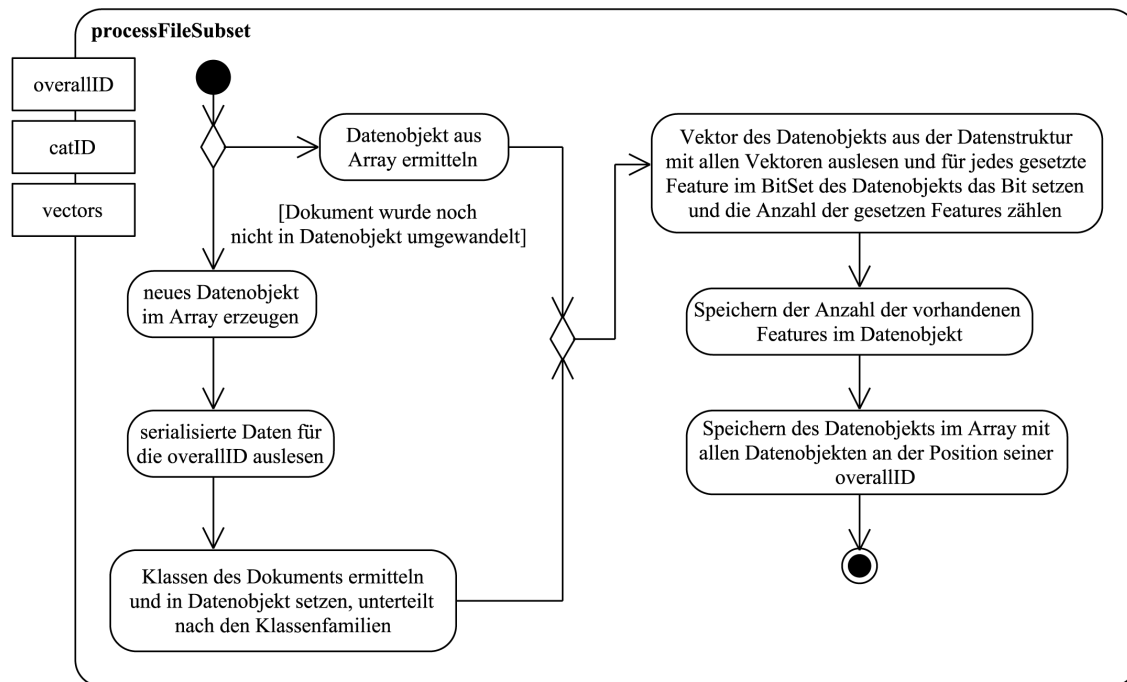 processFileSubset
overallID
catID
vectors
Datenobjekt aus
Array ermitteln
[Dokument wurde noch
nicht in Datenobjekt umgewandelt]
neues Datenobjekt
im Array erzeugen
serialisierte Daten für
die overallID auslesen
Klassen des Dokuments ermitteln
und in Datenobjekt setzen, unterteilt
nach den Klassenfamilien
Vektor des Datenobjekts aus der Datenstruktur
mit allen Vektoren auslesen und für jedes gesetzte
Feature im BitSet des Datenobjekts das Bit setzen
und die Anzahl der gesetzen Features zählen
Speichern der Anzahl der vorhandenen
Features im Datenobjekt
Speichern des Datenobjekts im Array mit
allen Datenobjekten an der Position seiner
overallID